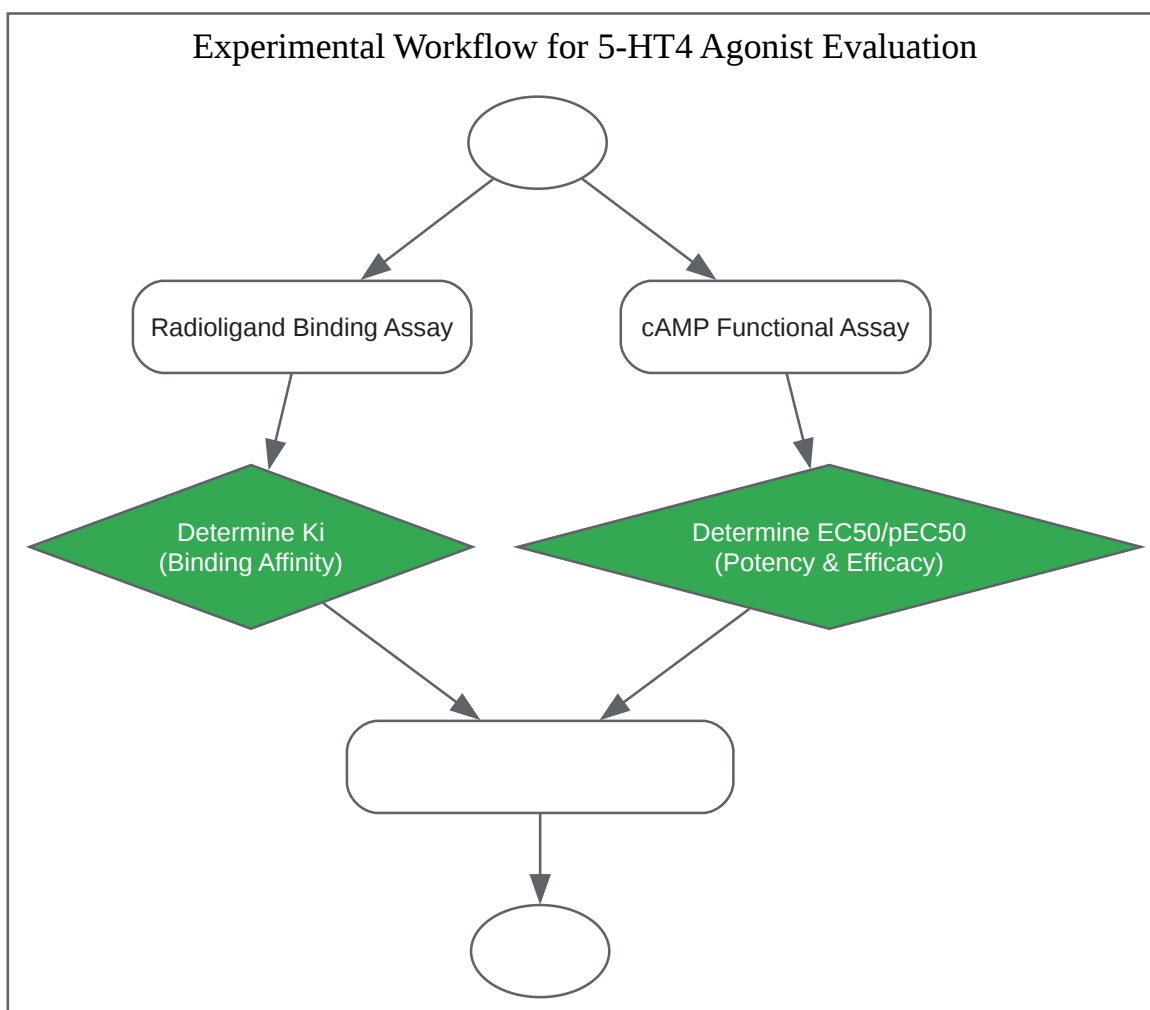 Experimental Workflow for 5-HT4 Agonist Evaluation
Radioligand Binding Assay
cAMP Functional Assay
Determine Ki
(Binding Affinity)
Determine EC50/pEC50
(Potency & Efficacy)